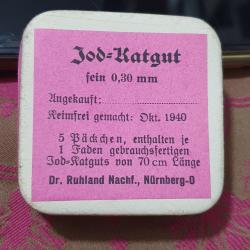 Jod=Katgut
fein 0,30 mm
Angekauft:
Keimfrei gemacht: Okt. 1940
5 Päckchen, enthalten je
1 Faden gebrauchsfertigen
Jod=Katguts von 70 cm Länge
Dr. Ruhland Nachf., Nürnberg-O